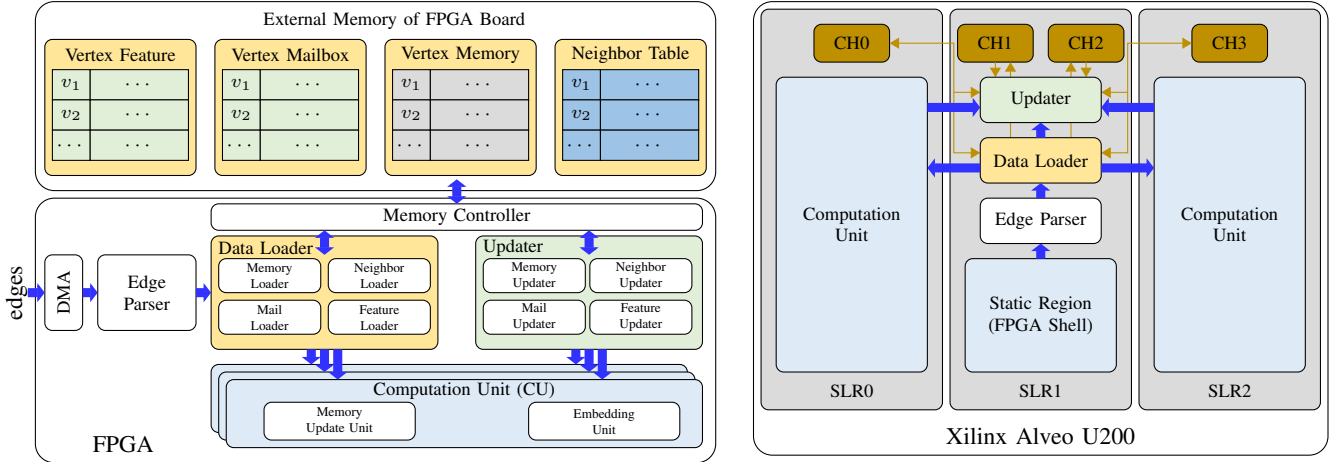 External Memory of FPGA Board
Vertex Feature
v1 · · ·
v2 · · ·
· · · · · ·
Vertex Mailbox
v1 · · ·
v2 · · ·
· · · · · ·
Vertex Memory
v1 · · ·
v2 · · ·
· · · · · ·
Neighbor Table
v1 · · ·
v2 · · ·
· · · · · ·
Memory Controller
edges
DMA
Edge
Parser
Data Loader
Memory
Loader
Neighbor
Loader
Mail
Loader
Feature
Loader
Updater
Memory
Updater
Neighbor
Updater
Mail
Updater
Feature
Updater
Computation Unit (CU)
Memory
Update Unit
Embedding
Unit
FPGA
CH0
CH1
CH2
CH3
Updater
Data Loader
Edge Parser
Static Region
(FPGA Shell)
Computation
Unit
Computation
Unit
SLR0
SLR1
SLR2
Xilinx Alveo U200